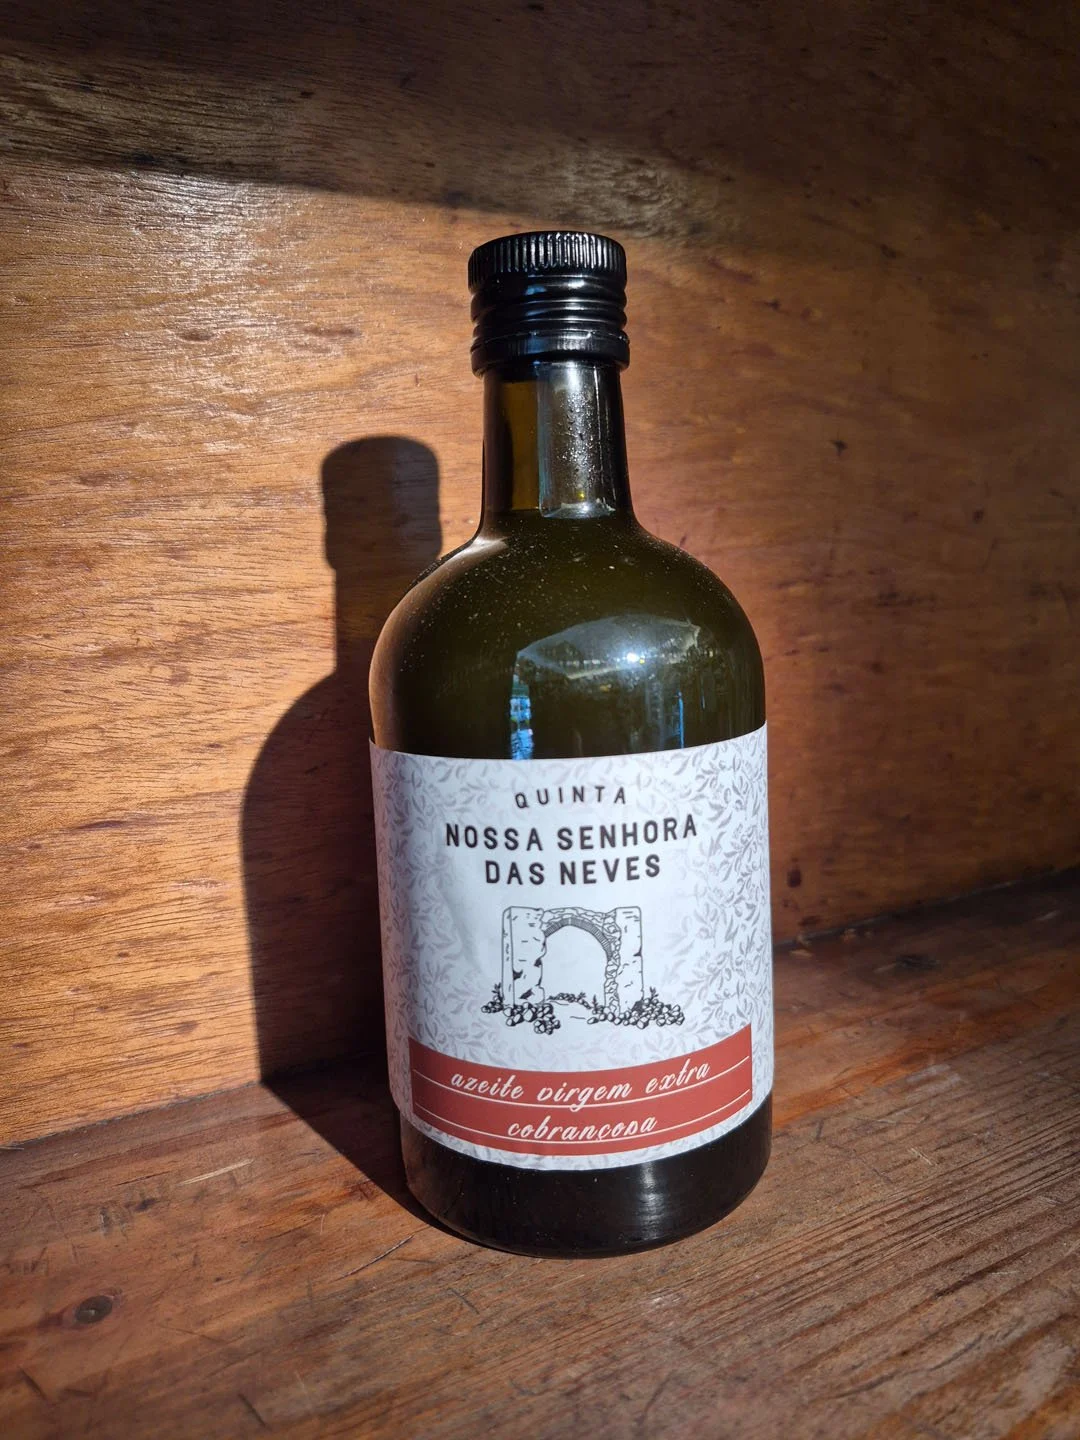 QUINTA
NOSSA SENHORA
DAS NEVES
azeite virgem extra
cobrançosa